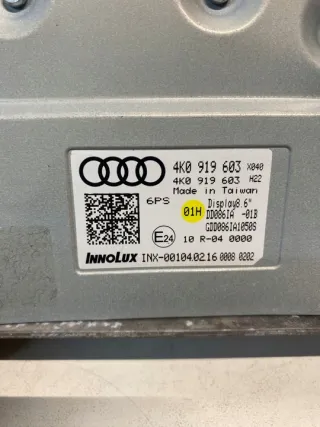 4K0 919 603 X040
4K0 919 603 H22
Made in Taiwan
6PS
01H
Display8.6"
DD086IA -01B
GDD086IA1050S
E24
10 R-04 0000
INNOLUX INX-00104.02.16 0008 0202